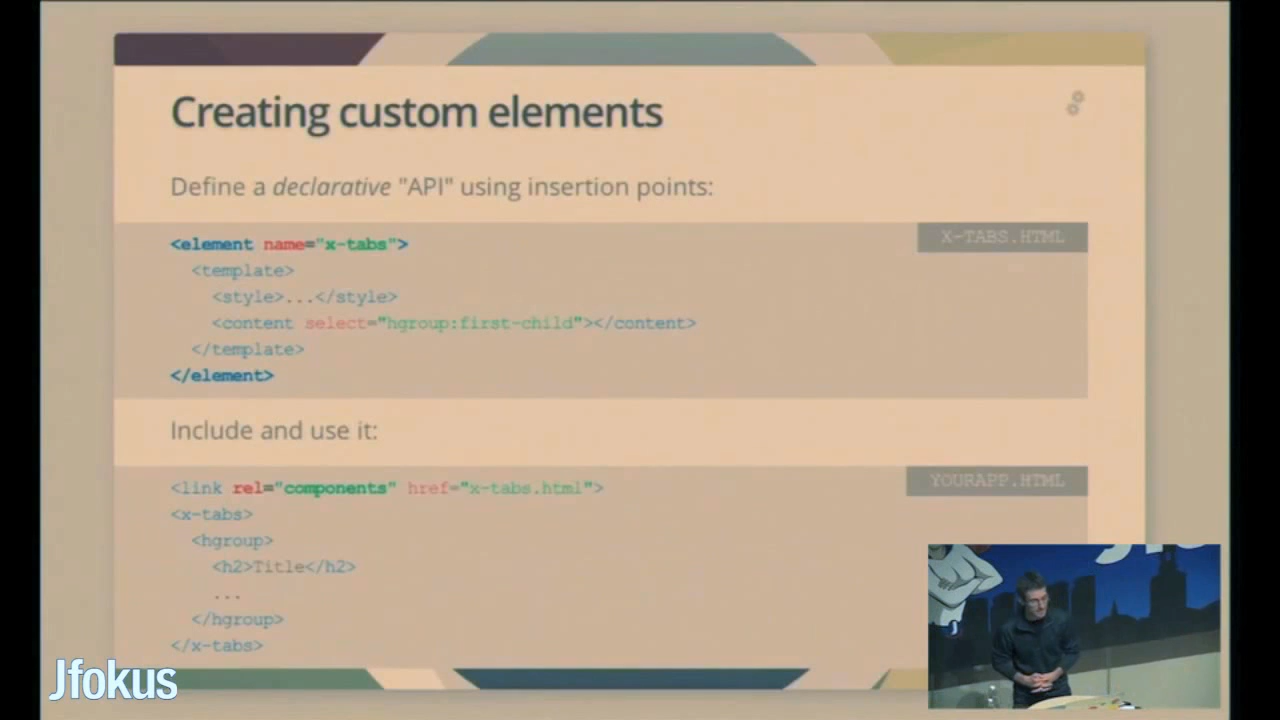 Creating custom elements
Define a declarative "API" using insertion points:
X-TABS.HTML
<element name="x-tabs">
<template>
<style>...</style>
<content select="hgroup:first-child"></content>
</template>
</element>
Include and use it:
YOURAPP.HTML
<link rel="components" href="x-tabs.html">
<x-tabs>
<hgroup>
<h2>Title</h2>
...
</hgroup>
</x-tabs>
Jfokus